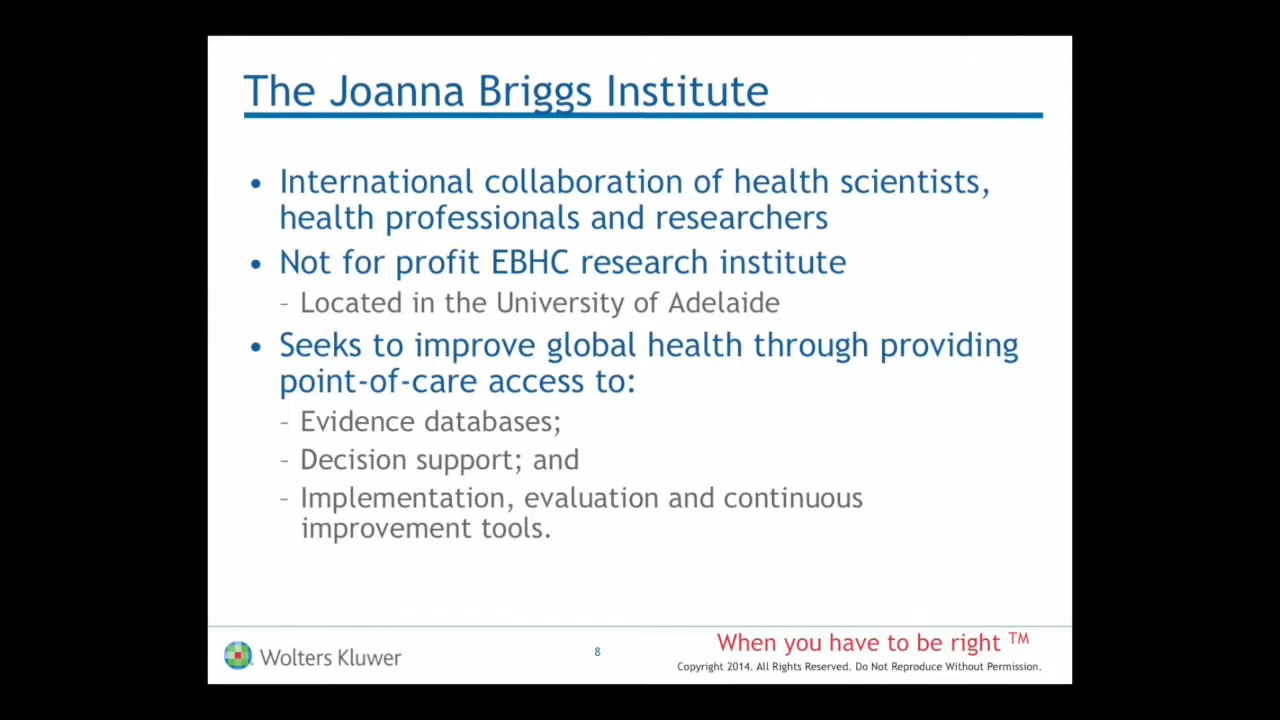 The Joanna Briggs Institute
• International collaboration of health scientists,
health professionals and researchers
• Not for profit EBHC research institute
– Located in the University of Adelaide
• Seeks to improve global health through providing
point-of-care access to:
– Evidence databases;
– Decision support; and
– Implementation, evaluation and continuous
improvement tools.
Wolters Kluwer
8
When you have to be right ™
Copyright 2014. All Rights Reserved. Do Not Reproduce Without Permission.